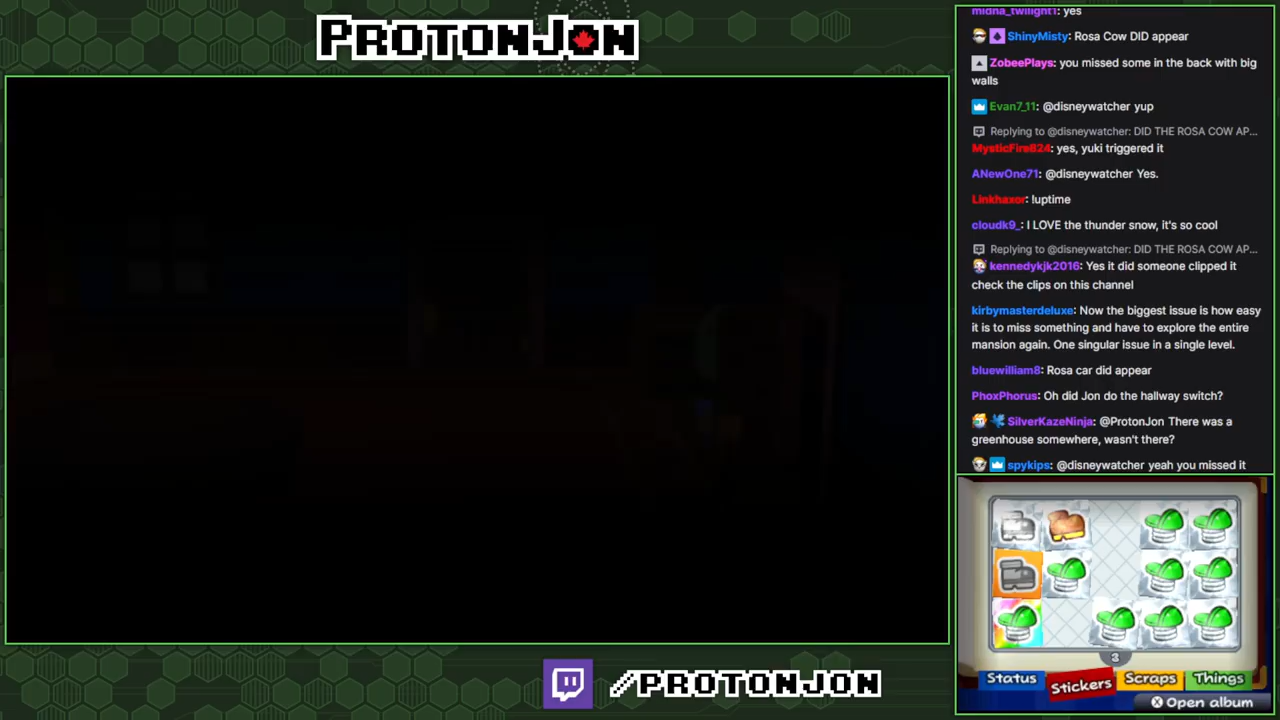 PROTONJON
midna_twilight1: yes
ShinyMisty: Rosa Cow DID appear
ZobeePlays: you missed some in the back with big
walls
Evan7_11: @disneywatcher yup
Replying to @disneywatcher: DID THE ROSA COW AP...
MysticFire824: yes, yuki triggered it
ANewOne71: @disneywatcher Yes.
Linkhaxor: !uptime
cloudk9_: I LOVE the thunder snow, it's so cool
Replying to @disneywatcher: DID THE ROSA COW AP...
kennedykjk2016: Yes it did someone clipped it
check the clips on this channel
kirbymasterdeluxe: Now the biggest issue is how easy
it is to miss something and have to explore the entire
mansion again. One singular issue in a single level.
bluewilliam8: Rosa car did appear
PhoxPhorus: Oh did Jon do the hallway switch?
SilverKazeNinja: @ProtonJon There was a
greenhouse somewhere, wasn't there?
spykips: @disneywatcher yeah you missed it
3
Status Stickers Scraps Things
X Open album
/PROTONJON